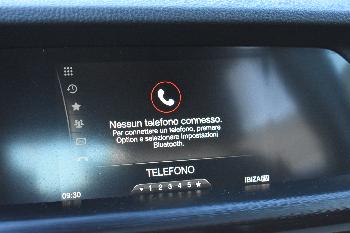 Nessun telefono connesso.
Per connettere un telefono, premere
Option e selezionare Impostazioni
Bluetooth.
TELEFONO
09:30
1 2 3 4 5
IBIZA